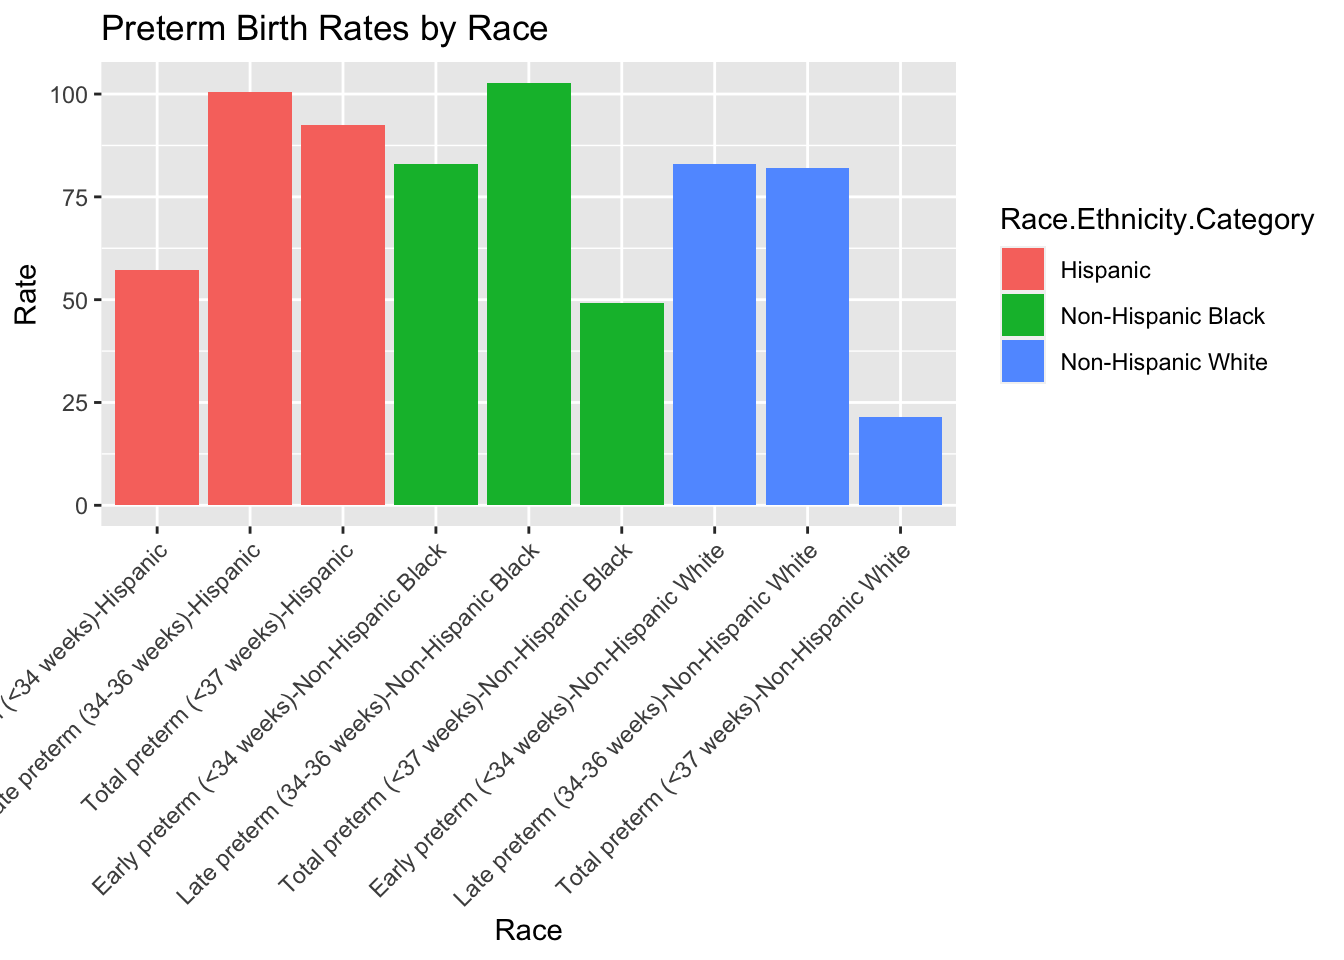 Preterm Birth Rates by Race
Rate
100
75
50
25
0
(<34 weeks)-Hispanic
preterm (34-36 weeks)-Hispanic
Total preterm (<37 weeks)-Hispanic
Early preterm (<34 weeks)-Non-Hispanic Black
Late preterm (34-36 weeks)-Non-Hispanic Black
Total preterm (<37 weeks)-Non-Hispanic Black
Early preterm (<34 weeks)-Non-Hispanic White
Late preterm (34-36 weeks)-Non-Hispanic White
Total preterm (<37 weeks)-Non-Hispanic White
Race
Race.Ethnicity.Category
Hispanic
Non-Hispanic Black
Non-Hispanic White